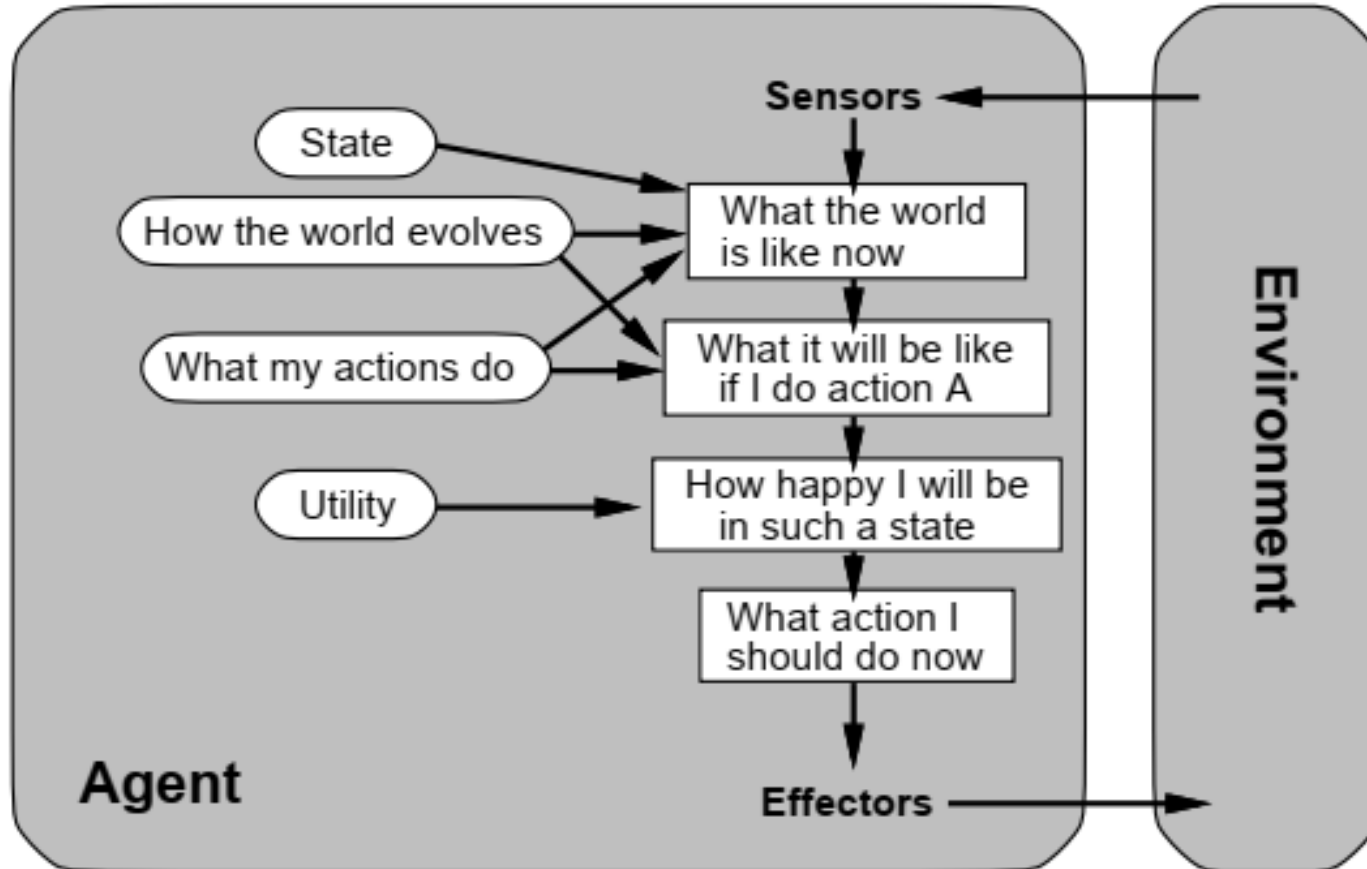 Sensors
State
What the world
is like now
How the world evolves
What it will be like
if I do action A
What my actions do
How happy I will be
in such a state
Utility
What action I
should do now
Effectors
Agent
Environment